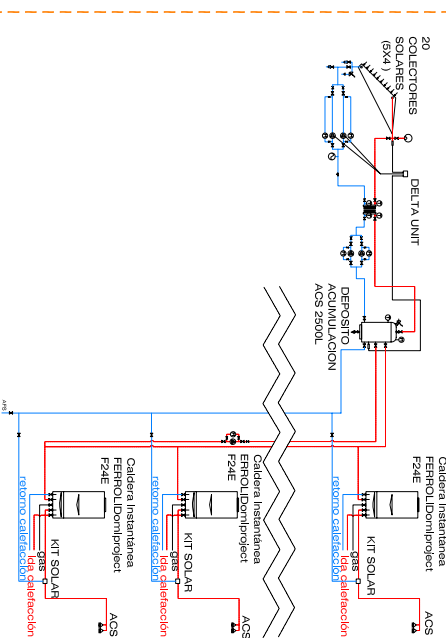 20
COLECTORES
SOLARES
(5X4 )
DELTA UNIT
DEPOSITO
ACUMULACION
ACS 2500L
AFS
Caldera Instantánea
FERROLIDomiproject
F24E
KIT SOLAR
ACS
gas
ida calefacción
retorno calefacción
Caldera Instantánea
ERROLIDomiproject
F24E
KIT SOLAR
ACS
gas
ida calefacción
retorno calefacción
Caldera Instantánea
FERROLIDomiproject
F24E
KIT SOLAR
ACS
gas
ida calefacción
retorno calefacción